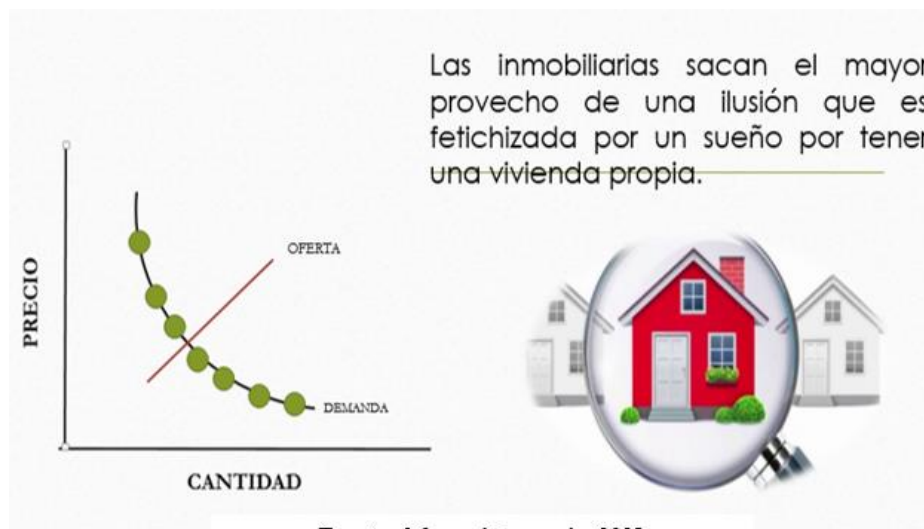 Las inmobiliarias sacan el mayor
provecho de una ilusión que es
fetichizada por un sueño por tener
una vivienda propia.
OFERTA
PRECIO
DEMANDA
CANTIDAD